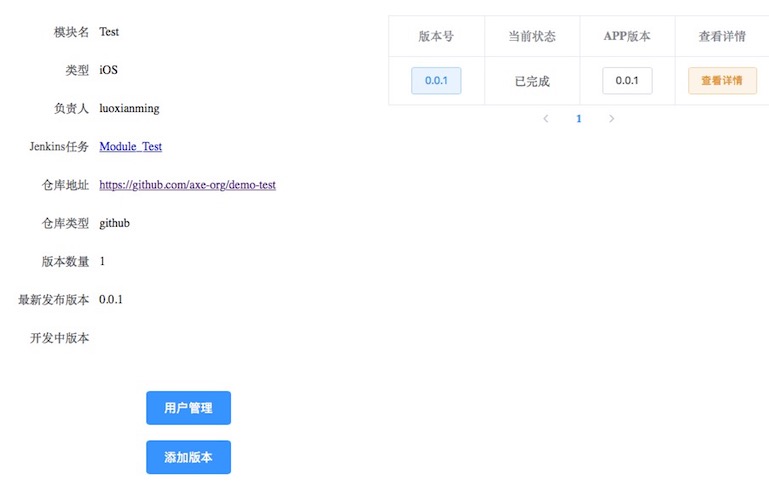 模块名 Test
类型 iOS
负责人 luoxianming
Jenkins任务 Module_Test
仓库地址 https://github.com/axe-org/demo-test
仓库类型 github
版本数量 1
最新发布版本 0.0.1
开发中版本
用户管理
添加版本
版本号 当前状态 APP版本 查看详情
0.0.1 已完成 0.0.1 查看详情
< 1 >